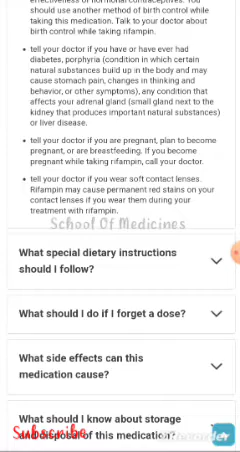 effectiveness of hormonal contraceptives. You
should use another method of birth control while
taking this medication. Talk to your doctor about
birth control while taking rifampin.
• tell your doctor if you have or have ever had
diabetes, porphyria (condition in which certain
natural substances build up in the body and may
cause stomach pain, changes in thinking and
behavior, or other symptoms), any condition that
affects your adrenal gland (small gland next to the
kidney that produces important natural substances)
or liver disease.
• tell your doctor if you are pregnant, plan to become
pregnant, or are breastfeeding. If you become
pregnant while taking rifampin, call your doctor.
• tell your doctor if you wear soft contact lenses.
Rifampin may cause permanent red stains on your
contact lenses if you wear them during your
treatment with rifampin.
School Of Medicines
What special dietary instructions
should I follow?
What should I do if I forget a dose?
What side effects can this
medication cause?
What should I know about storage
and disposal of this medication?
Subscribe